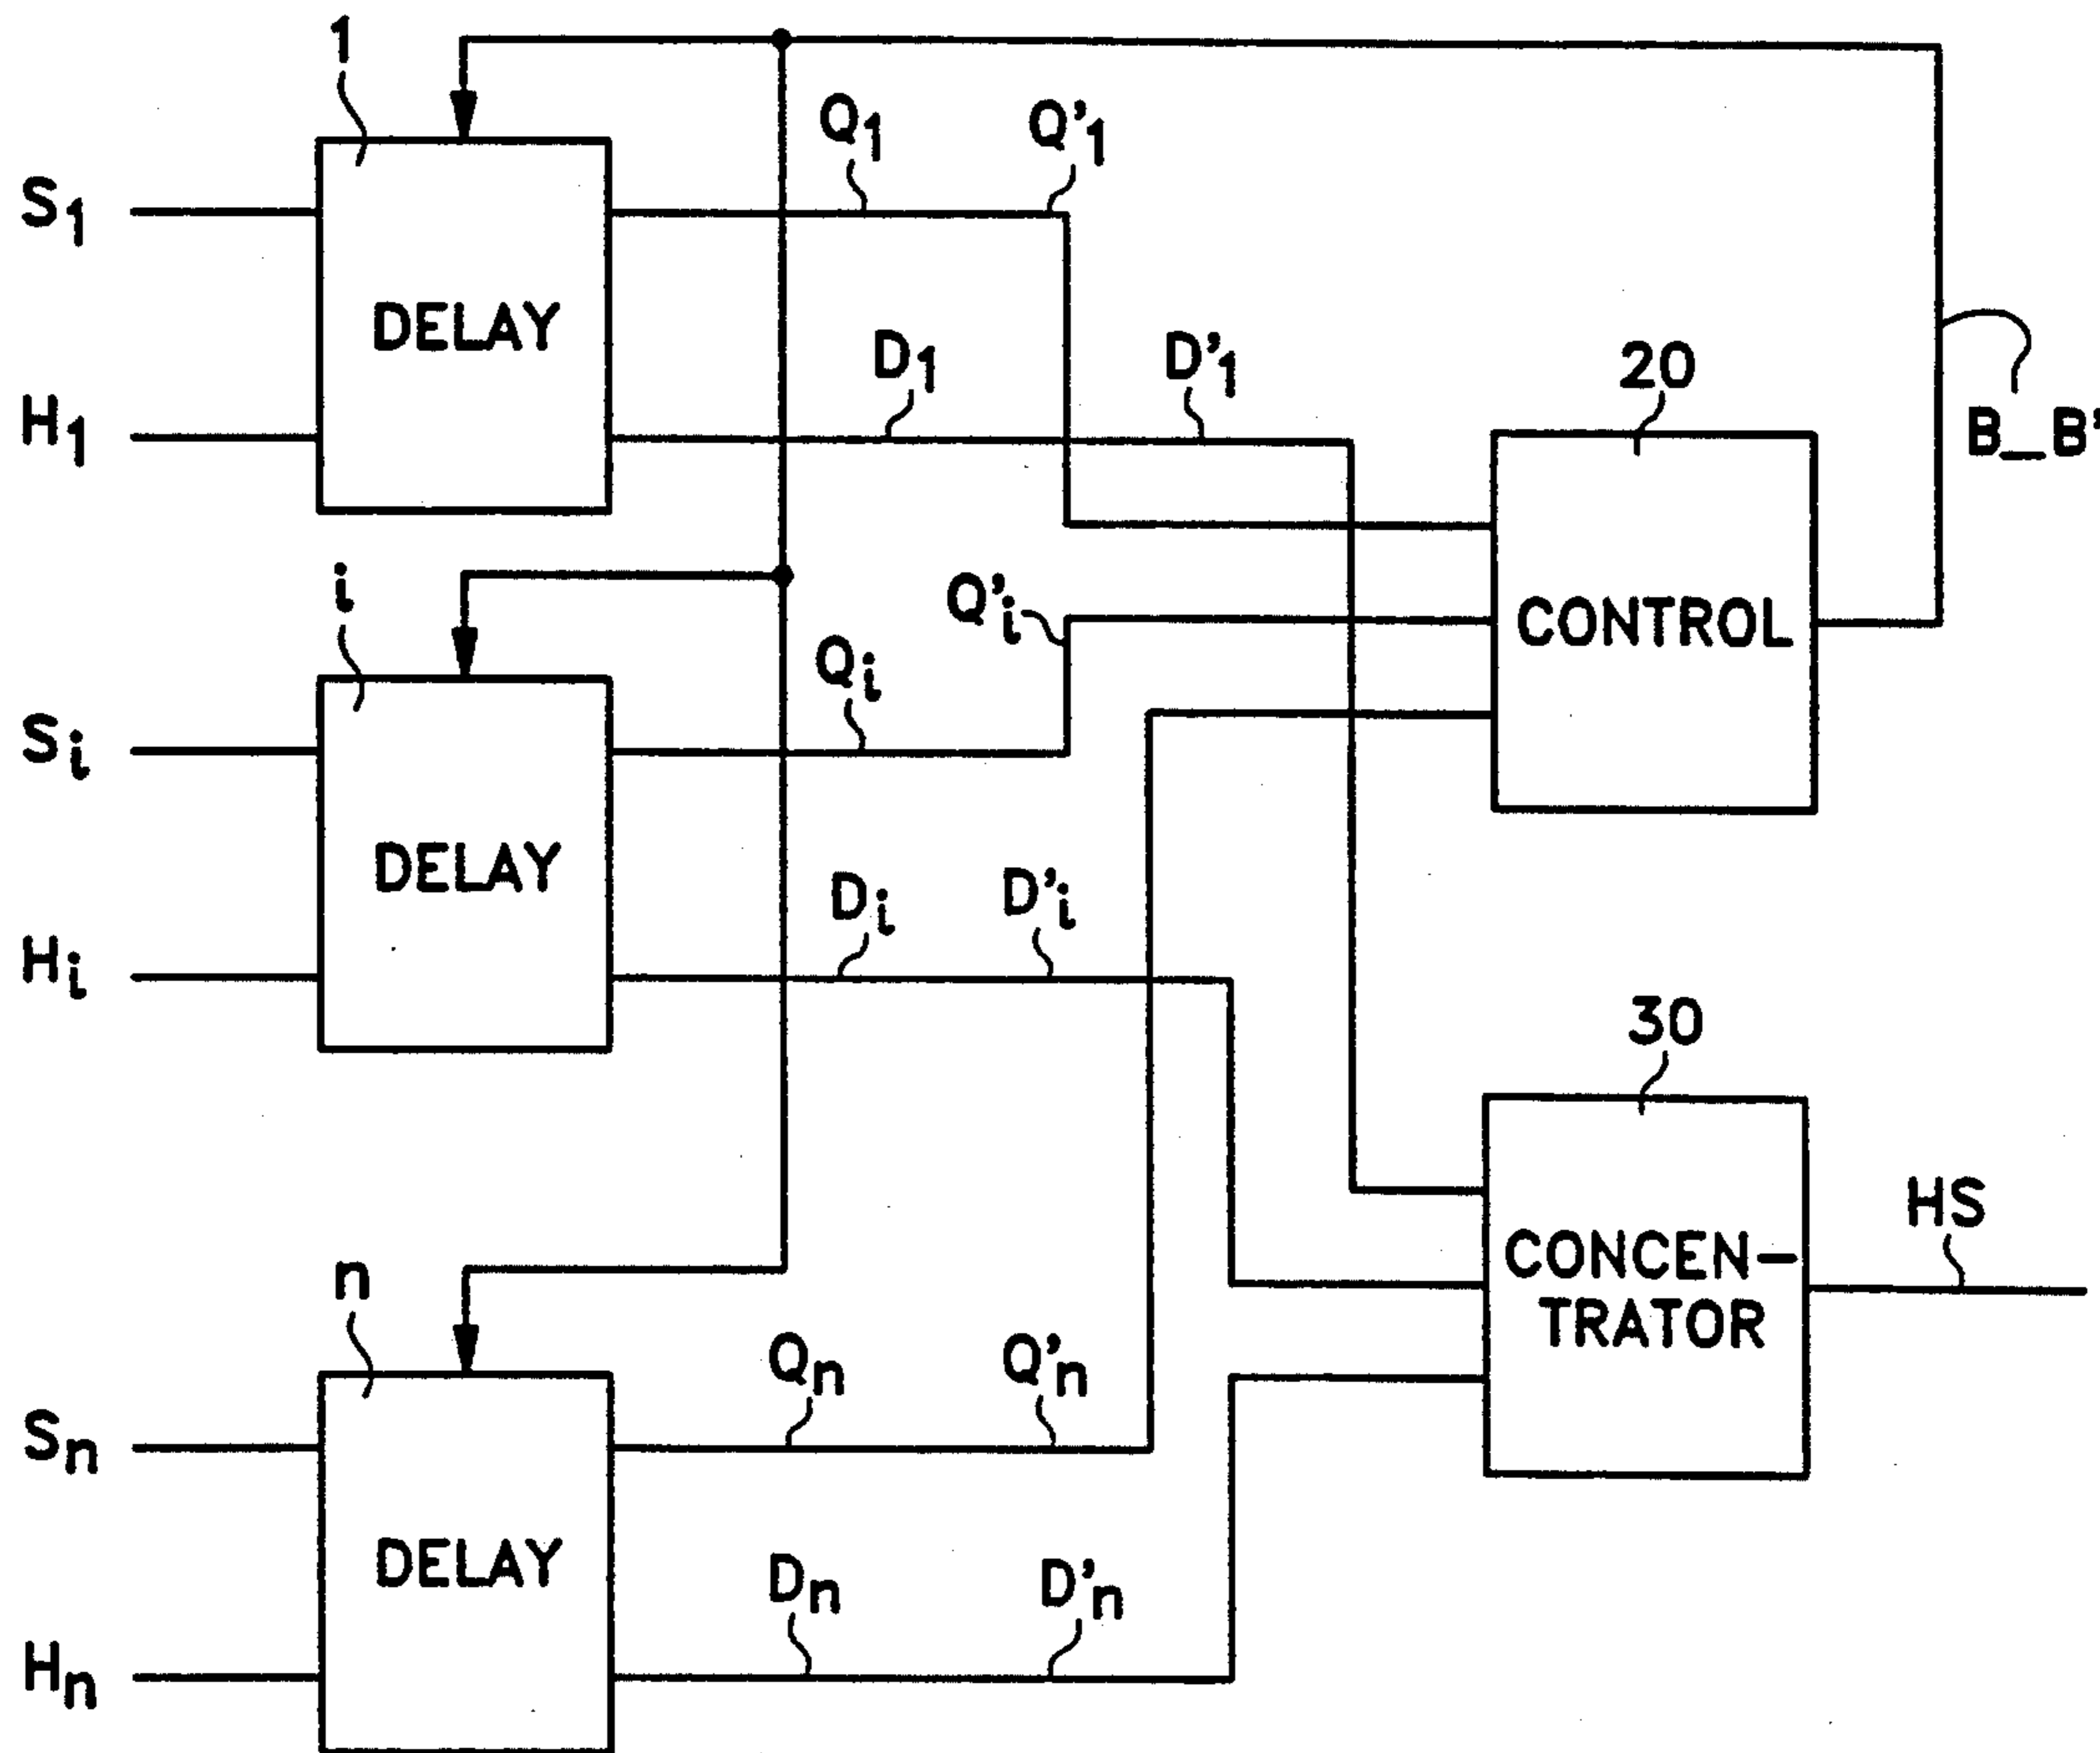 1
Q₁
Q'₁
S₁
DELAY
D₁
D'₁
20
H₁
B_B'
i
Q'ᵢ
CONTROL
Qᵢ
Sᵢ
DELAY
Dᵢ
D'ᵢ
Hᵢ
30
HS
CONCEN-
TRATOR
n
Qₙ
Q'ₙ
Sₙ
DELAY
Dₙ
D'ₙ
Hₙ